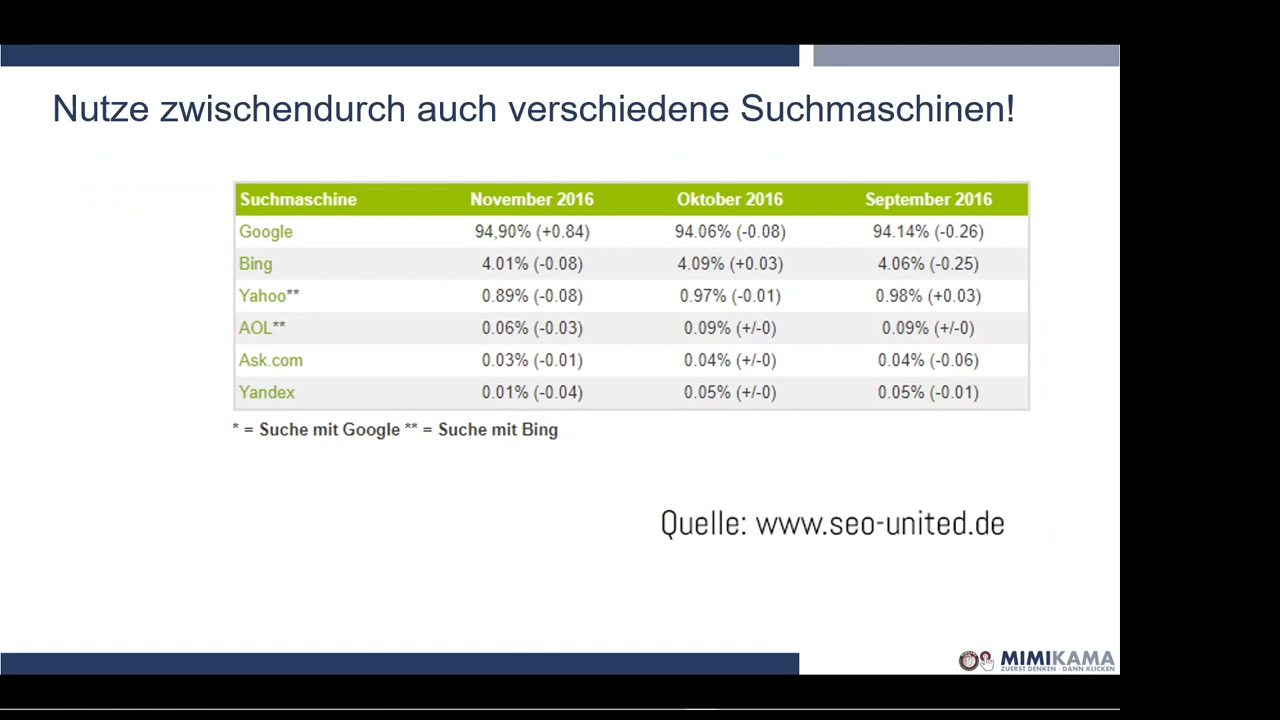 Nutze zwischendurch auch verschiedene Suchmaschinen!
Suchmaschine November 2016 Oktober 2016 September 2016
Google 94,90% (+0.84) 94.06% (-0.08) 94.14% (-0.26)
Bing 4.01% (-0.08) 4.09% (+0.03) 4.06% (-0.25)
Yahoo** 0.89% (-0.08) 0.97% (-0.01) 0.98% (+0.03)
AOL** 0.06% (-0.03) 0.09% (+/-0) 0.09% (+/-0)
Ask.com 0.03% (-0.01) 0.04% (+/-0) 0.04% (-0.06)
Yandex 0.01% (-0.04) 0.05% (+/-0) 0.05% (-0.01)
* = Suche mit Google ** = Suche mit Bing
Quelle: www.seo-united.de
MIMIKAMA
ZUERST DENKEN - DANN KLICKEN